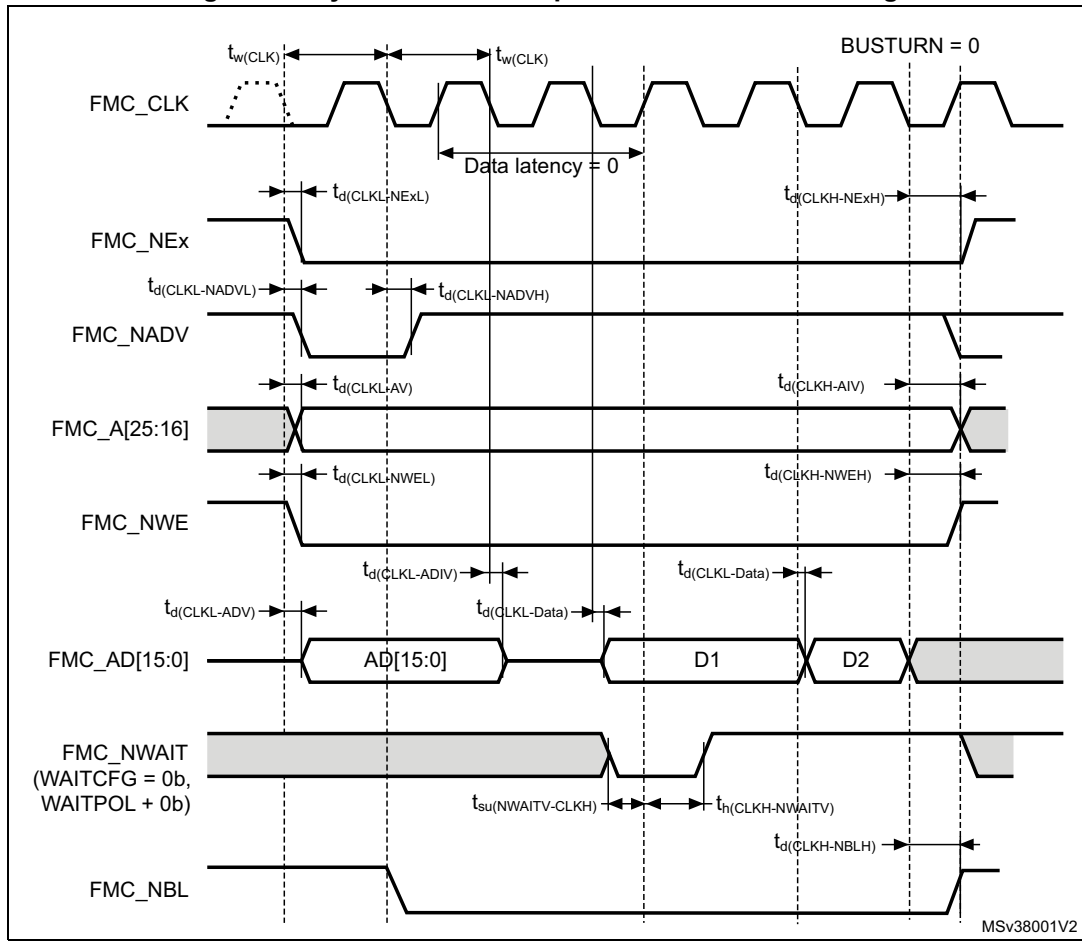 BUSTURN = 0
tw(CLK) tw(CLK)
FMC_CLK
Data latency = 0
td(CLKL-NExL) td(CLKH-NExH)
FMC_NEx
td(CLKL-NADVL) td(CLKL-NADVH)
FMC_NADV
td(CLKL-AV) td(CLKH-AIV)
FMC_A[25:16]
td(CLKL-NWEL) td(CLKH-NWEH)
FMC_NWE
td(CLKL-ADIV) td(CLKL-Data)
td(CLKL-ADV) td(CLKL-Data)
FMC_AD[15:0] AD[15:0] D1 D2
FMC_NWAIT
(WAITCFG = 0b,
WAITPOL + 0b)
tsu(NWAITV-CLKH) th(CLKH-NWAITV)
td(CLKH-NBLH)
FMC_NBL
MSv38001V2